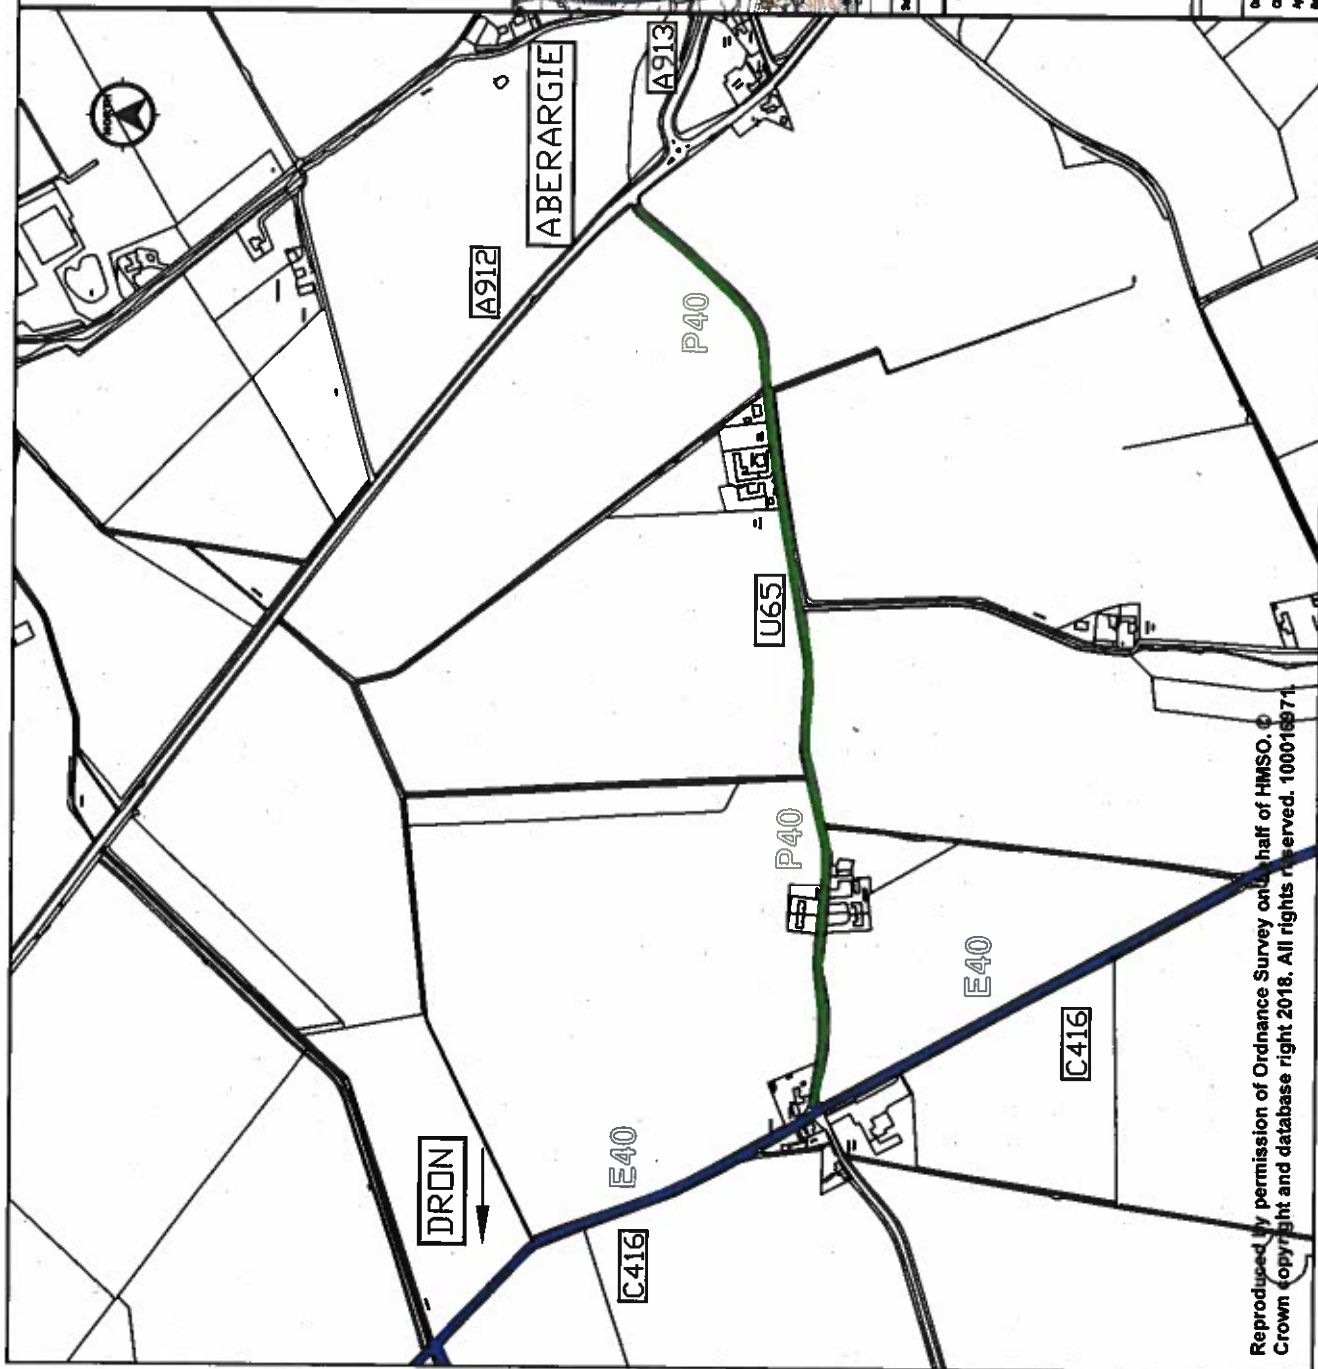 NORTH
ABERARGIE
A913
A912
P40
U65
P40
E40
C416
DRON
E40
C416
Reproduced by permission of Ordnance Survey on behalf of HMSO. ©
Crown copyright and database right 2018. All rights reserved. 100016971.